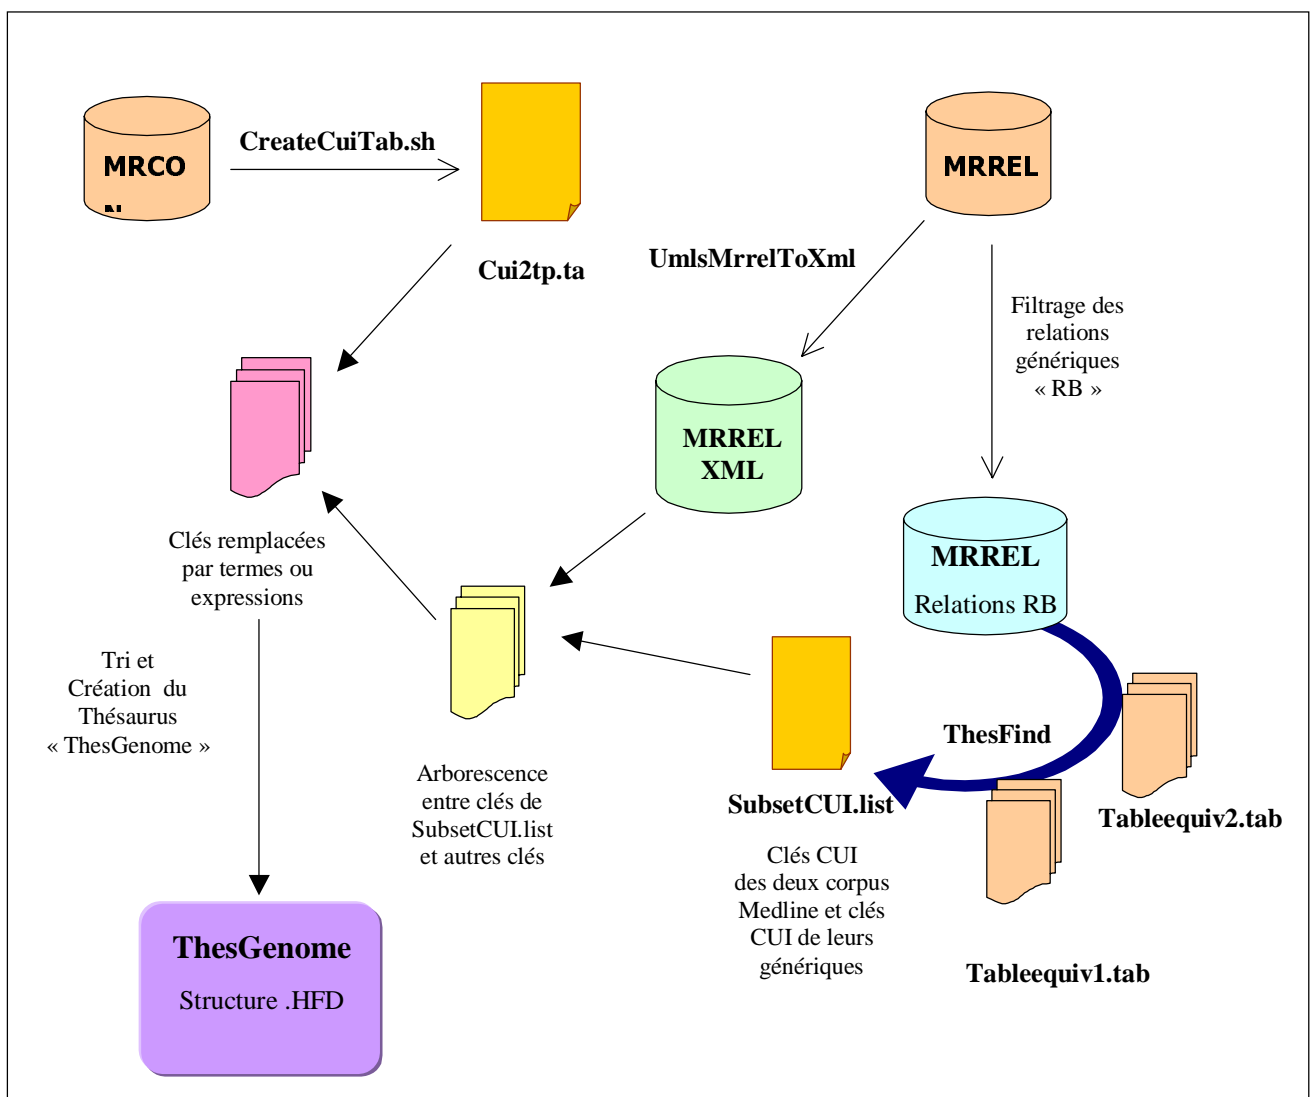 CreateCuiTab.sh
MRCO
N
MRREL
Cui2tp.ta
UmlsMrrelToXml
Filtrage des
relations
génériques
« RB »
MRREL
XML
Clés remplacées
par termes ou
expressions
MRREL
Relations RB
Tri et
Création du
Thésaurus
« ThesGenome »
ThesFind
Arborescence
entre clés de
SubsetCUI.list
et autres clés
SubsetCUI.list
Tableequiv2.tab
Clés CUI
des deux corpus
Medline et clés
CUI de leurs
génériques
Tableequiv1.tab
ThesGenome
Structure .HFD